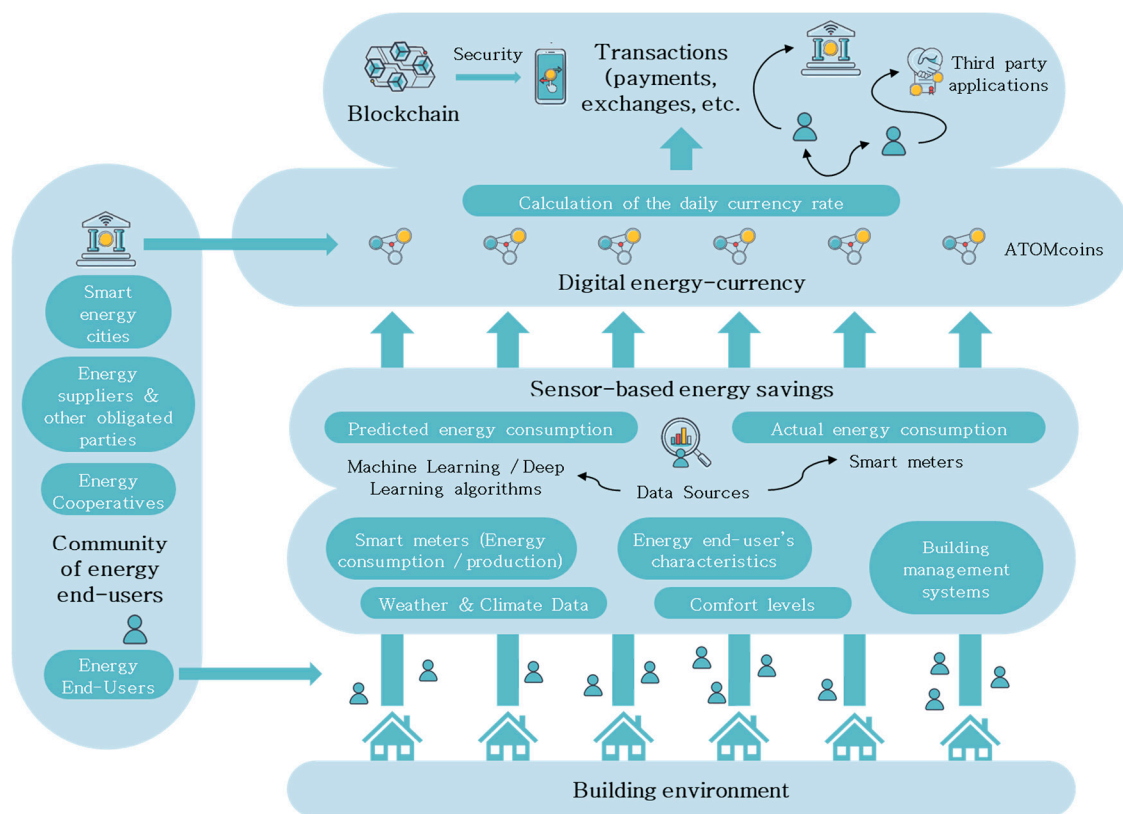 Blockchain
Security
Transactions
(payments,
exchanges, etc.
Third party
applications
Calculation of the daily currency rate
ATOMcoins
Digital energy-currency
Smart
energy
cities
Energy
suppliers &
other obligated
parties
Energy
Cooperatives
Community
of energy
end-users
Energy
End-Users
Sensor-based energy savings
Predicted energy consumption
Actual energy consumption
Machine Learning / Deep
Learning algorithms
Data Sources
Smart meters
Smart meters (Energy
consumption / production)
Energy end-user's
characteristics
Building
management
systems
Weather & Climate Data
Comfort levels
Building environment